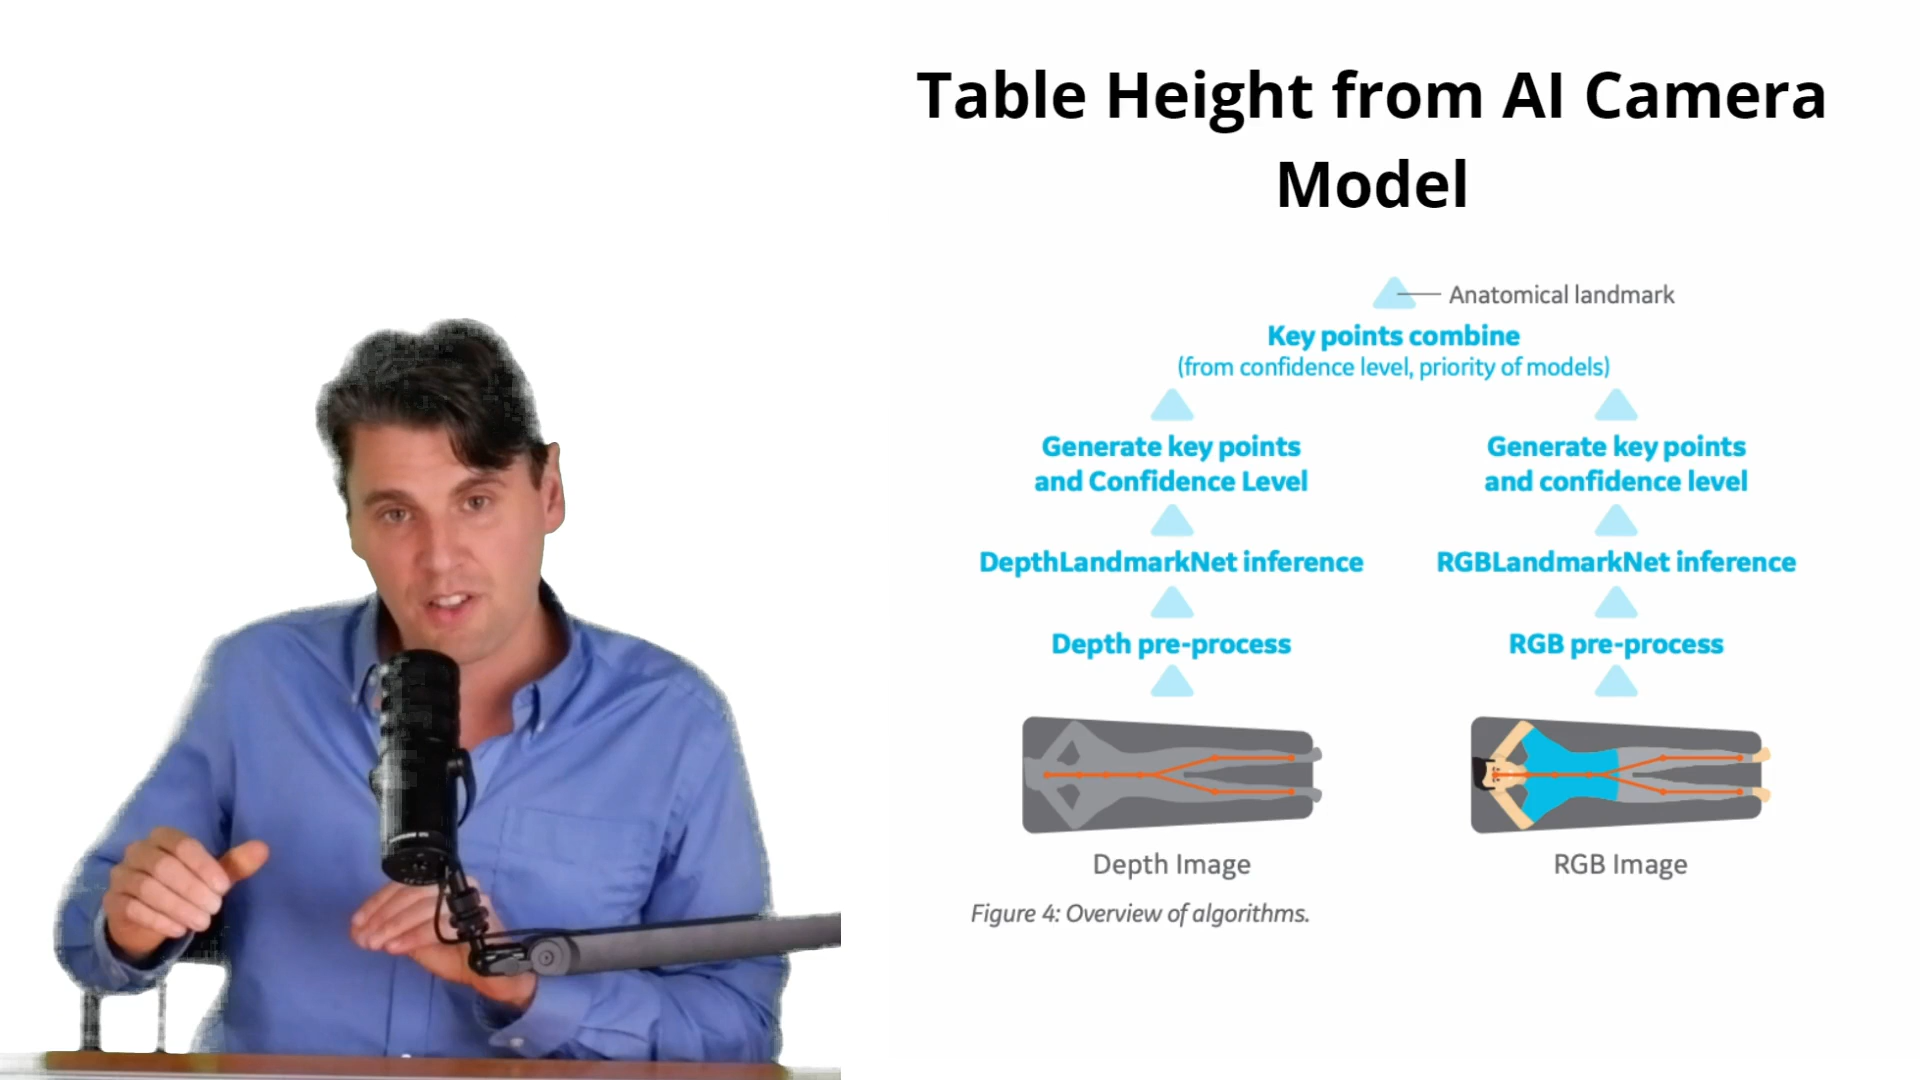 Table Height from AI Camera
Model
Anatomical landmark
Key points combine
(from confidence level, priority of models)
Generate key points
and Confidence Level
Generate key points
and confidence level
DepthLandmarkNet inference
RGBLandmarkNet inference
Depth pre-process
RGB pre-process
Depth Image
RGB Image
Figure 4: Overview of algorithms.